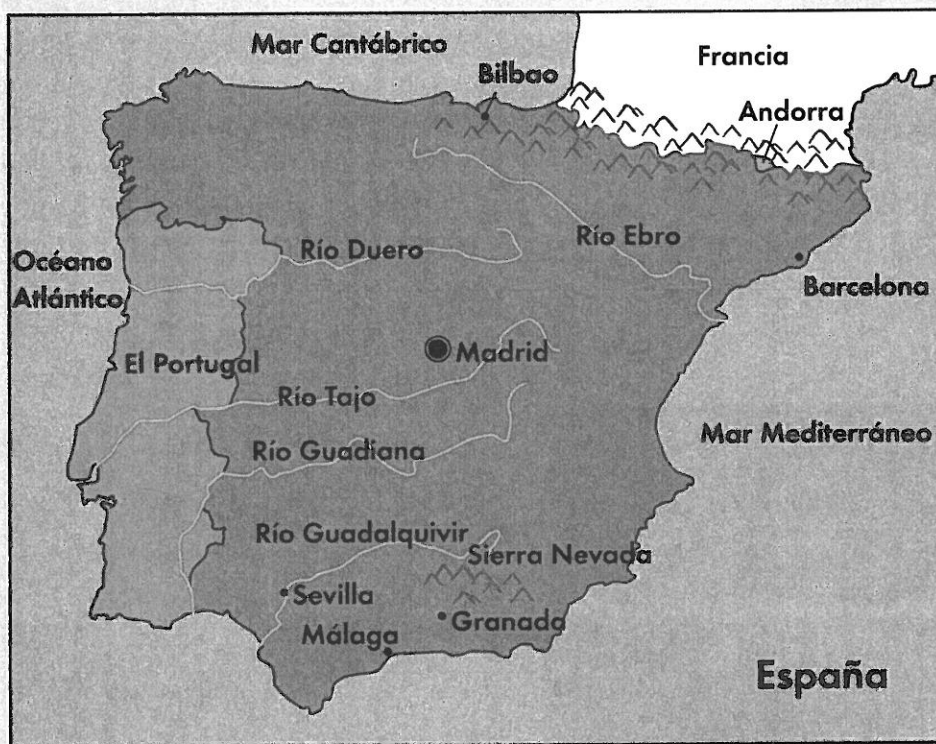 Mar Cantábrico
Francia
Bilbao
Andorra
Río Duero
Río Ebro
Océano
Atlántico
Barcelona
El Portugal
Madrid
Río Tajo
Mar Mediterráneo
Río Guadiana
Río Guadalquivir
Sierra Nevada
Sevilla
Granada
Málaga
España